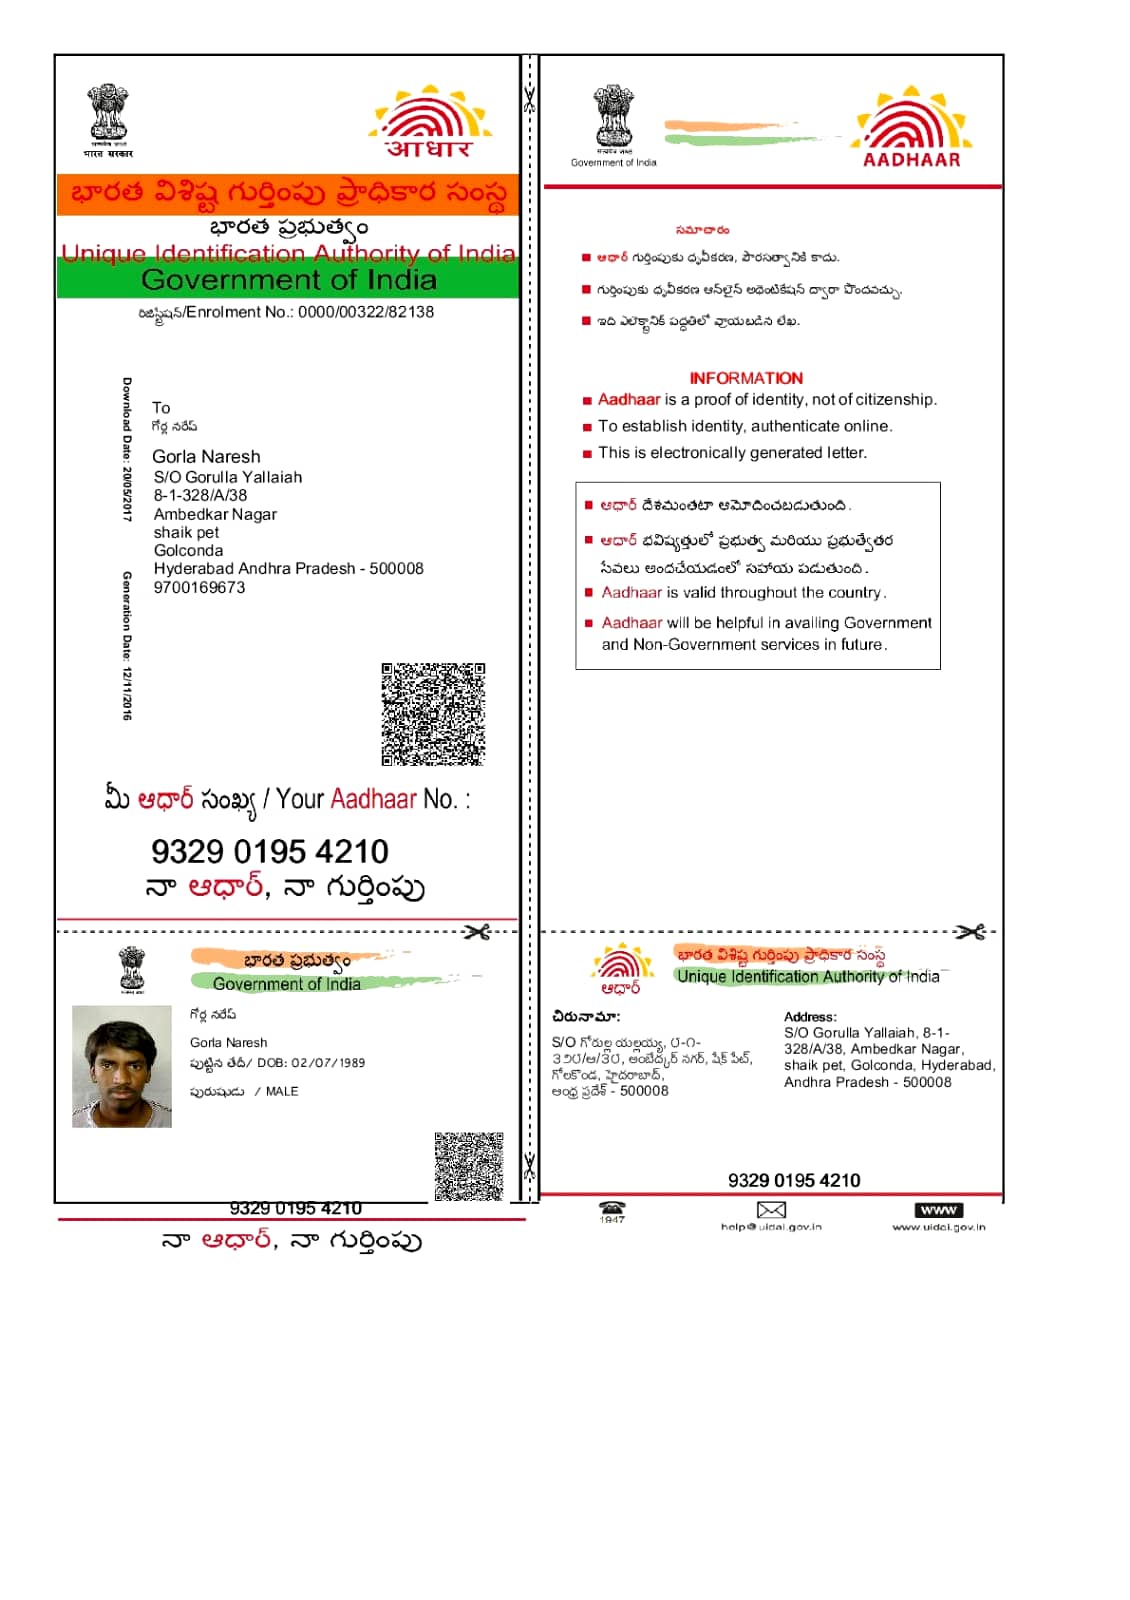 भारत सरकार
आधार
భారత విశిష్ట గుర్తింపు ప్రాధికార సంస్థ
భారత ప్రభుత్వం
Unique Identification Authority of India
Government of India
రిజిస్ట్రేషన్/Enrolment No.: 0000/00322/82138
Download Date: 20/05/2017
Generation Date: 12/11/2016
To
గోర్ల నరేష్
Gorla Naresh
S/O Gorulla Yallaiah
8-1-328/A/38
Ambedkar Nagar
shaik pet
Golconda
Hyderabad Andhra Pradesh - 500008
9700169673
మీ ఆధార్ సంఖ్య / Your Aadhaar No. :
9329 0195 4210
నా ఆధార్, నా గుర్తింపు
Government of India
AADHAAR
సమాచారం
ఆధార్ గుర్తింపుకు ధృవీకరణ, పౌరసత్వానికి కాదు.
గుర్తింపుకు ధృవీకరణ ఆన్‌లైన్ అథెంటికేషన్ ద్వారా పొందవచ్చు.
ఇది ఎలెక్ట్రానిక్ పద్ధతిలో వ్రాయబడిన లేఖ.
INFORMATION
Aadhaar is a proof of identity, not of citizenship.
To establish identity, authenticate online.
This is electronically generated letter.
ఆధార్ దేశమంతటా ఆమోదించబడుతుంది.
ఆధార్ భవిష్యత్తులో ప్రభుత్వ మరియు ప్రభుత్వేతర
సేవలు అందచేయడంలో సహాయ పడుతుంది.
Aadhaar is valid throughout the country.
Aadhaar will be helpful in availing Government
and Non-Government services in future.
భారత ప్రభుత్వం
Government of India
గోర్ల నరేష్
Gorla Naresh
పుట్టిన తేదీ/ DOB: 02/07/1989
పురుషుడు / MALE
9329 0195 4210
నా ఆధార్, నా గుర్తింపు
ఆధార్
భారత విశిష్ట గుర్తింపు ప్రాధికార సంస్థ
Unique Identification Authority of India
చిరునామా:
S/O గోరుల్ల యల్లయ్య, ౮-౧-
౩౨౮/ఆ/౩౮, అంబేద్కర్ నగర్, షేక్ పేట్,
గోలకొండ, హైదరాబాద్,
ఆంధ్ర ప్రదేశ్ - 500008
Address:
S/O Gorulla Yallaiah, 8-1-
328/A/38, Ambedkar Nagar,
shaik pet, Golconda, Hyderabad,
Andhra Pradesh - 500008
9329 0195 4210
1947
help@uidai.gov.in
www
www.uidai.gov.in